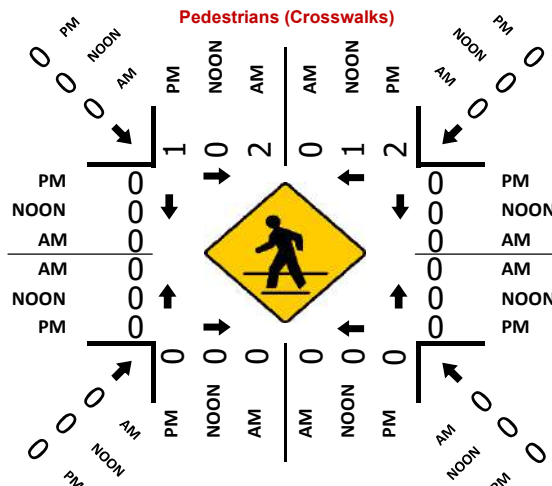 Pedestrians (Crosswalks)
0 0 0 PM NOON AM
PM NOON AM AM NOON PM
PM NOON AM 0 0 0
1 0 2 0 1 2
PM 0 0 PM
NOON 0 0 NOON
AM 0 0 AM
AM 0 0 AM
NOON 0 0 NOON
PM 0 0 PM
0 0 0 0 0 0
PM NOON AM AM NOON PM
0 0 0 AM NOON PM
0 0 0 AM NOON PM